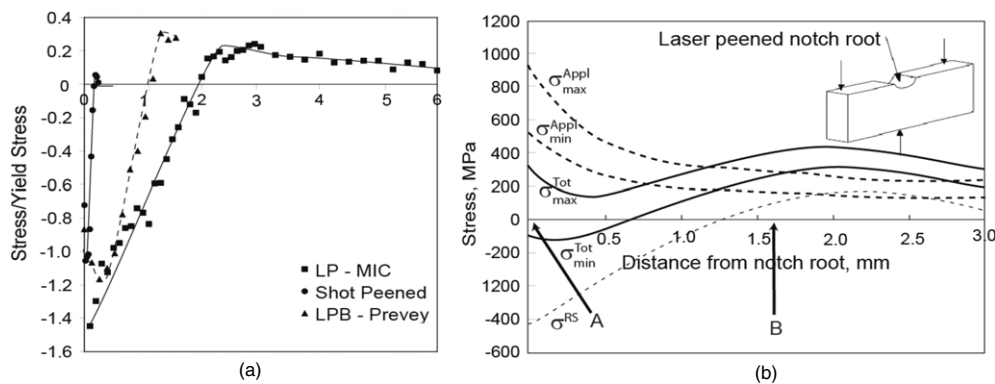 (a)
Stress/Yield Stress
0.4
0.2
0
-0.2
-0.4
-0.6
-0.8
-1.0
-1.2
-1.4
-1.6
0 1 2 3 4 5 6
LP - MIC
Shot Peened
LPB - Prevey
(a)
(b)
Stress, MPa
1200
1000
800
600
400
200
0
-200
-400
1200
-600
Laser peened notch root
σ^Appl_max
σ^Appl_min
σ^Tot_max
σ^Tot_min
σ^RS
0.5 1.0 1.5 2.0 2.5 3.0
Distance from notch root, mm
A
B
(b)